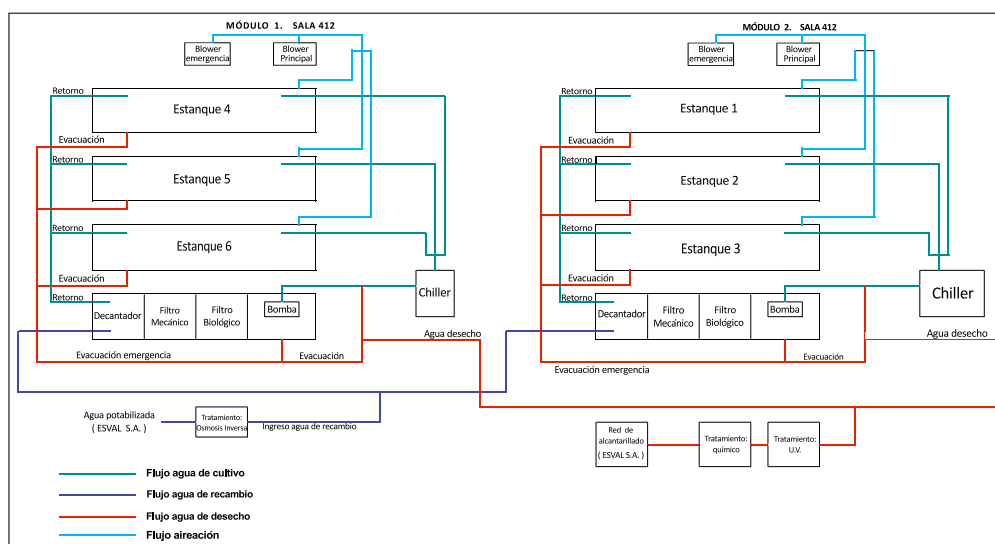 MÓDULO 1. SALA 412
Blower
emergencia
Blower
Principal
Retorno
Estanque 4
Evacuación
Retorno
Estanque 5
Retorno
Estanque 6
Evacuación
Retorno
Decantador
Filtro
Mecánico
Filtro
Biológico
Bomba
Chiller
Agua desecho
Evacuación emergencia
Evacuación
MÓDULO 2. SALA 412
Blower
emergencia
Blower
Principal
Retorno
Estanque 1
Evacuación
Retorno
Estanque 2
Retorno
Estanque 3
Evacuación
Retorno
Decantador
Filtro
Mecánico
Filtro
Biológico
Bomba
Chiller
Agua desecho
Evacuación
Evacuación emergencia
Agua potabilizada
( ESVAL S.A. )
Tratamiento:
Osmosis Inversa
Ingreso agua de recambio
Red de
alcantarillado
( ESVAL S.A. )
Tratamiento:
químico
Tratamiento:
U.V.
Flujo agua de cultivo
Flujo agua de recambio
Flujo agua de desecho
Flujo aireación